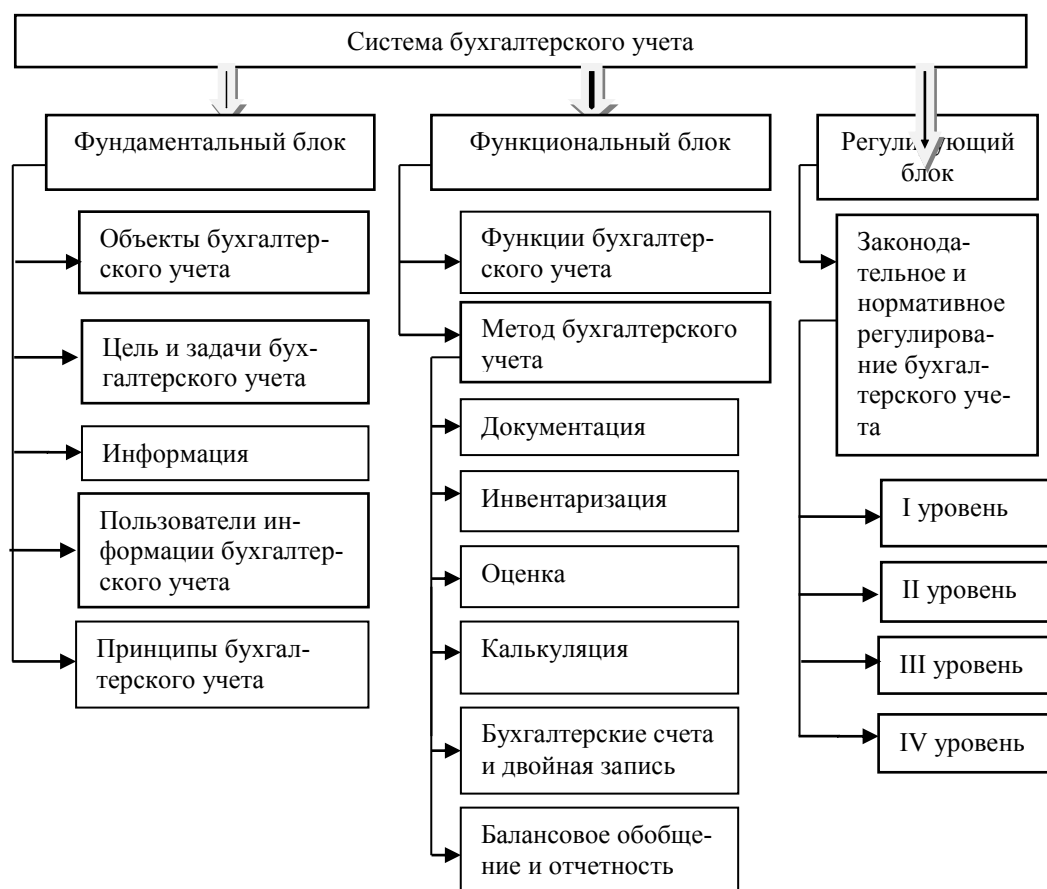 Система бухгалтерского учета
Фундаментальный блок
Объекты бухгалтер-
ского учета
Цель и задачи бух-
галтерского учета
Информация
Пользователи ин-
формации бухгалтер-
ского учета
Принципы бухгал-
терского учета
Функциональный блок
Функции бухгалтер-
ского учета
Метод бухгалтерского
учета
Документация
Инвентаризация
Оценка
Калькуляция
Бухгалтерские счета
и двойная запись
Балансовое обобще-
ние и отчетность
Регулирующий
блок
Законода-
тельное и
нормативное
регулирова-
ние бухгал-
терского уче-
та
I уровень
II уровень
III уровень
IV уровень